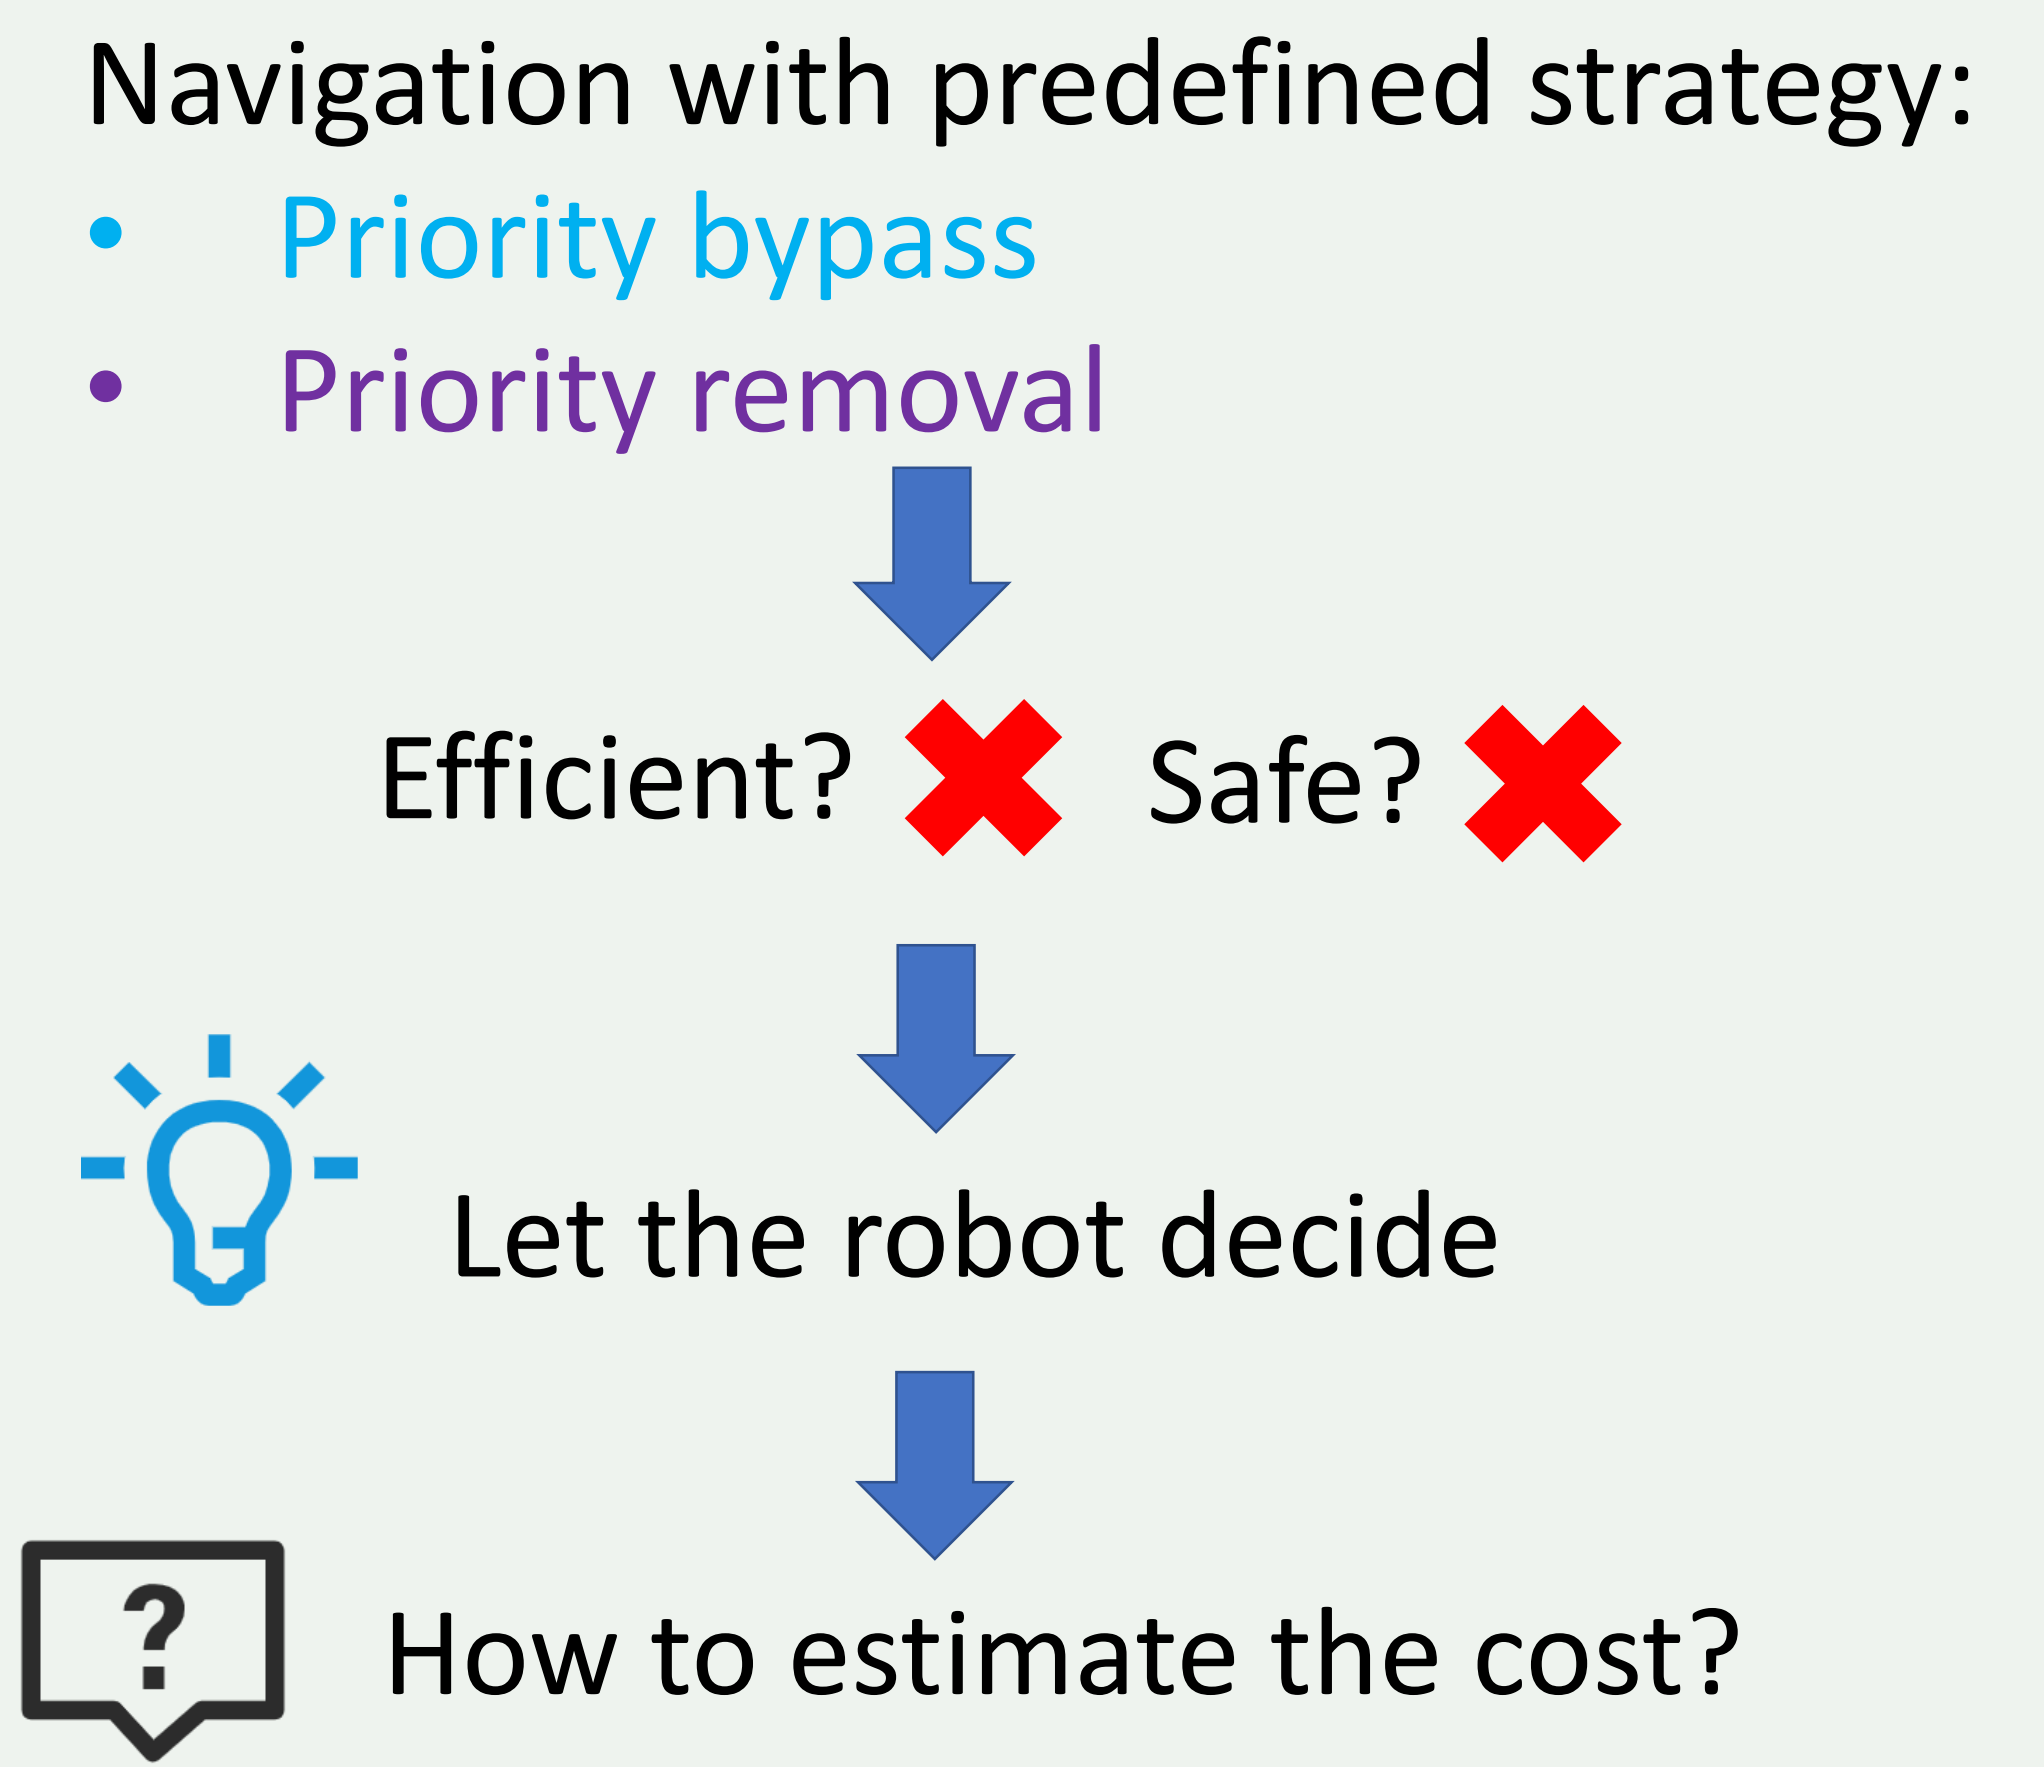 Navigation with predefined strategy:
• Priority bypass
• Priority removal
Efficient? Safe?
Let the robot decide
? How to estimate the cost?